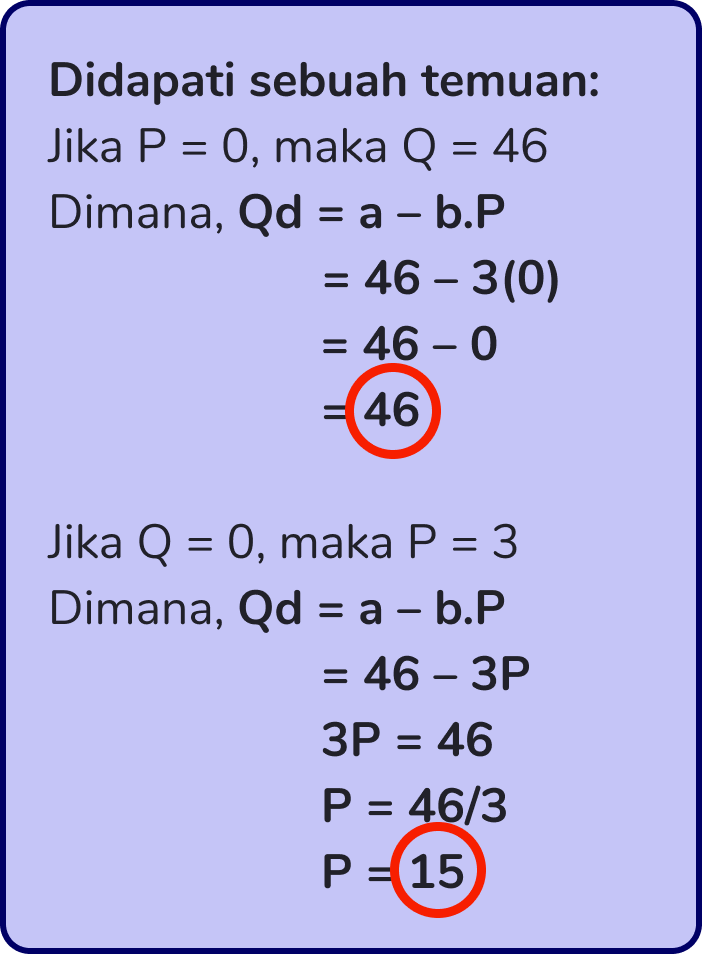 Didapati sebuah temuan:
Jika P = 0, maka Q = 46
Dimana, Qd = a – b.P
= 46 – 3(0)
= 46 – 0
= 46
Jika Q = 0, maka P = 3
Dimana, Qd = a – b.P
= 46 – 3P
3P = 46
P = 46/3
P = 15